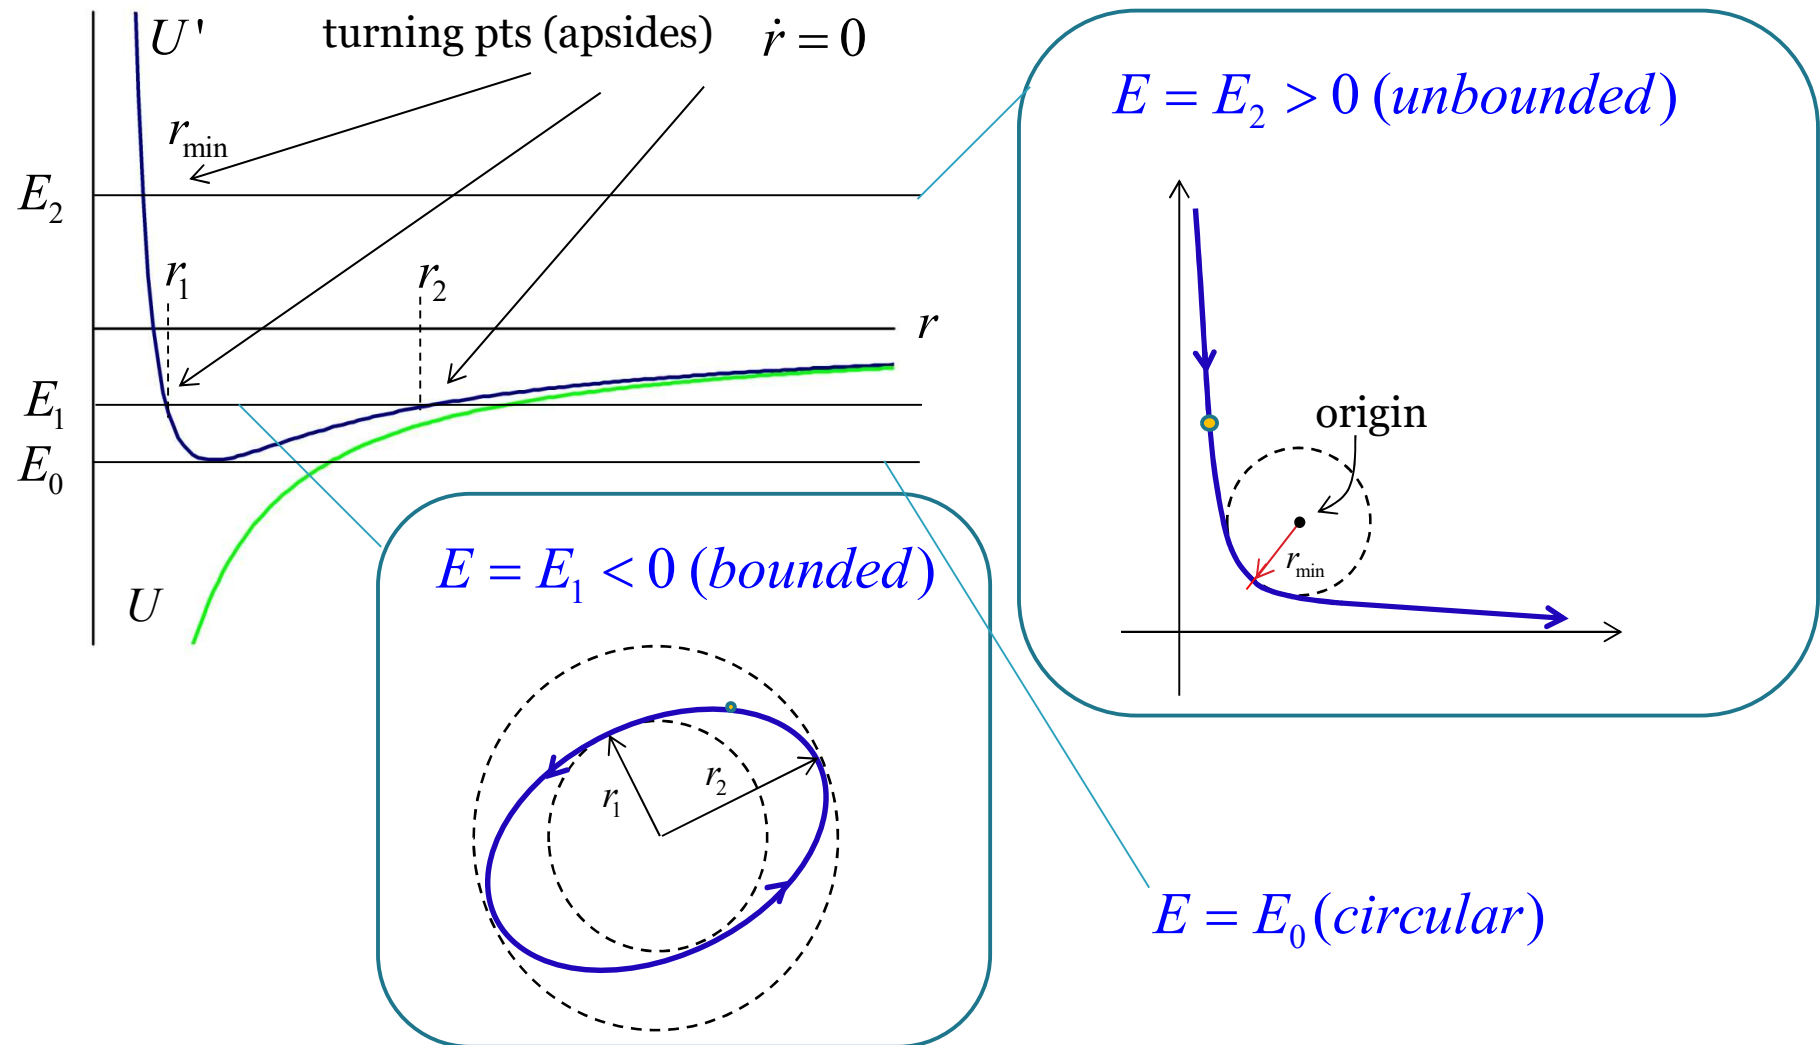 U' turning pts (apsides) ṙ = 0
r_min
E_2
r_1 r_2
r
E_1
E_0
U
E = E_2 > 0 (unbounded)
origin
r_min
E = E_1 < 0 (bounded)
r_1 r_2
E = E_0 (circular)